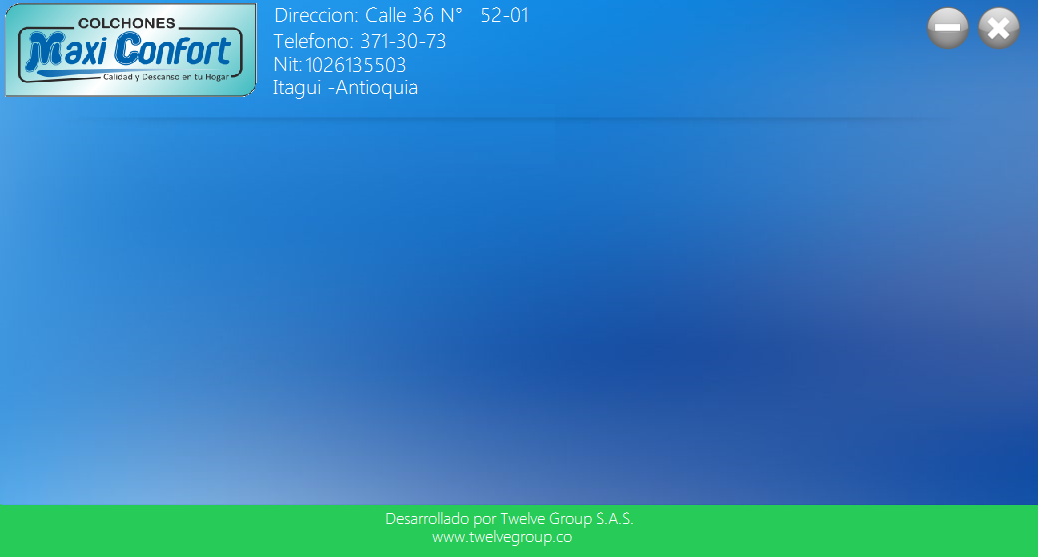 COLCHONES
Maxi Confort
Calidad y Descanso en tu Hogar
Direccion: Calle 36 N° 52-01
Telefono: 371-30-73
Nit: 1026135503
Itagui -Antioquia
Desarrollado por Twelve Group S.A.S.
www.twelvegroup.co